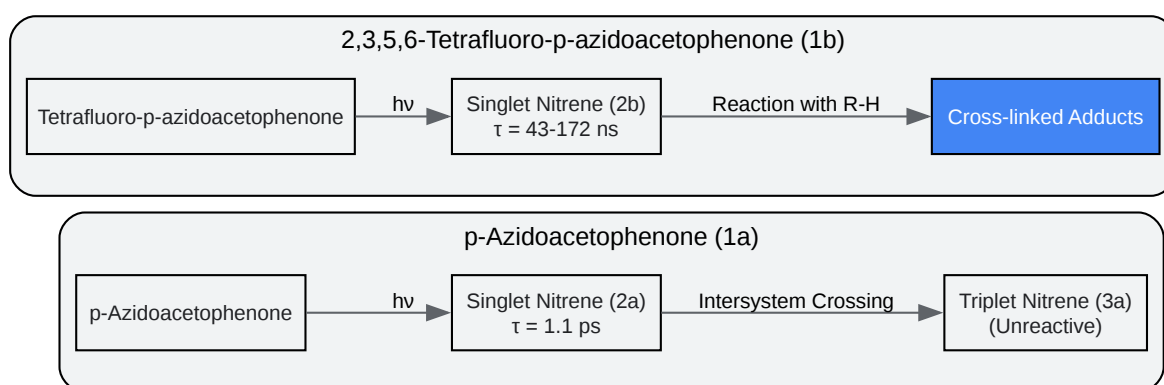 2,3,5,6-Tetrafluoro-p-azidoacetophenone (1b)
Tetrafluoro-p-azidoacetophenone
hν
Singlet Nitrene (2b)
τ = 43-172 ns
Reaction with R-H
Cross-linked Adducts
p-Azidoacetophenone (1a)
p-Azidoacetophenone
hν
Singlet Nitrene (2a)
τ = 1.1 ps
Intersystem Crossing
Triplet Nitrene (3a)
(Unreactive)